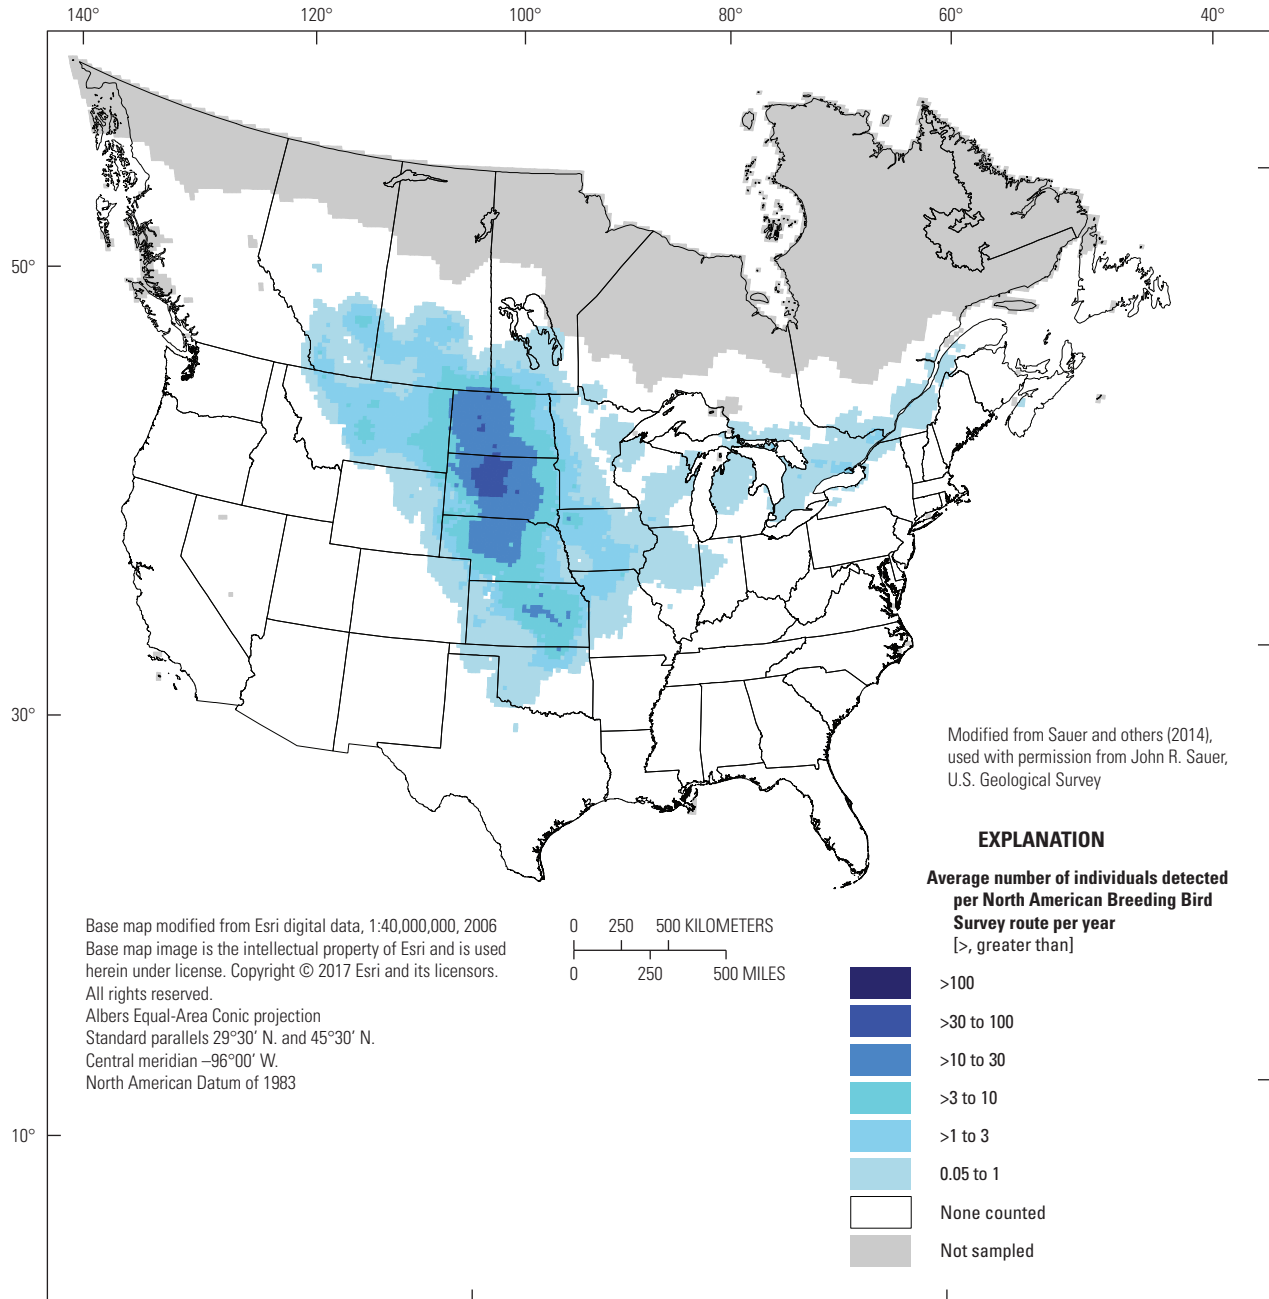 140°
120°
100°
80°
60°
40°
50°
30°
10°
Modified from Sauer and others (2014),
used with permission from John R. Sauer,
U.S. Geological Survey
EXPLANATION
Average number of individuals detected
per North American Breeding Bird
Survey route per year
[>, greater than]
>100
>30 to 100
>10 to 30
>3 to 10
>1 to 3
0.05 to 1
None counted
Not sampled
Base map modified from Esri digital data, 1:40,000,000, 2006
Base map image is the intellectual property of Esri and is used
herein under license. Copyright © 2017 Esri and its licensors.
All rights reserved.
Albers Equal-Area Conic projection
Standard parallels 29°30′ N. and 45°30′ N.
Central meridian –96°00′ W.
North American Datum of 1983
0 250 500 KILOMETERS
0 250 500 MILES